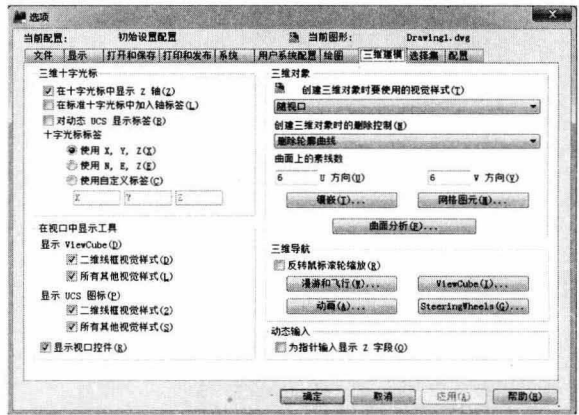 选项
当前配置: 初始设置配置 当前图形: Drawing1.dwg
文件 显示 打开和保存 打印和发布 系统 用户系统配置 绘图 三维建模 选择集 配置
三维十字光标
在十字光标中显示 Z 轴(Z)
在标准十字光标中加入轴标签(L)
对动态 UCS 显示标签(B)
十字光标标签
使用 X, Y, Z(X)
使用 N, E, Z(E)
使用自定义标签(C)
X Y Z
在视口中显示工具
显示 ViewCube(D)
二维线框视觉样式(D)
所有其他视觉样式(L)
显示 UCS 图标(P)
二维线框视觉样式(2)
所有其他视觉样式(S)
显示视口控件(R)
三维对象
创建三维对象时要使用的视觉样式(T)
随视口
创建三维对象时的删除控制(N)
删除轮廓曲线
曲面上的素线数
6 U 方向(U) 6 V 方向(V)
镶嵌(T)... 网格图元(M)...
曲面分析(F)...
三维导航
反转鼠标滚轮缩放(R)
漫游和飞行(W)... ViewCube(I)...
动画(A)... SteeringWheels(G)...
动态输入
为指针输入显示 Z 字段(O)
确定 取消 应用(A) 帮助(H)